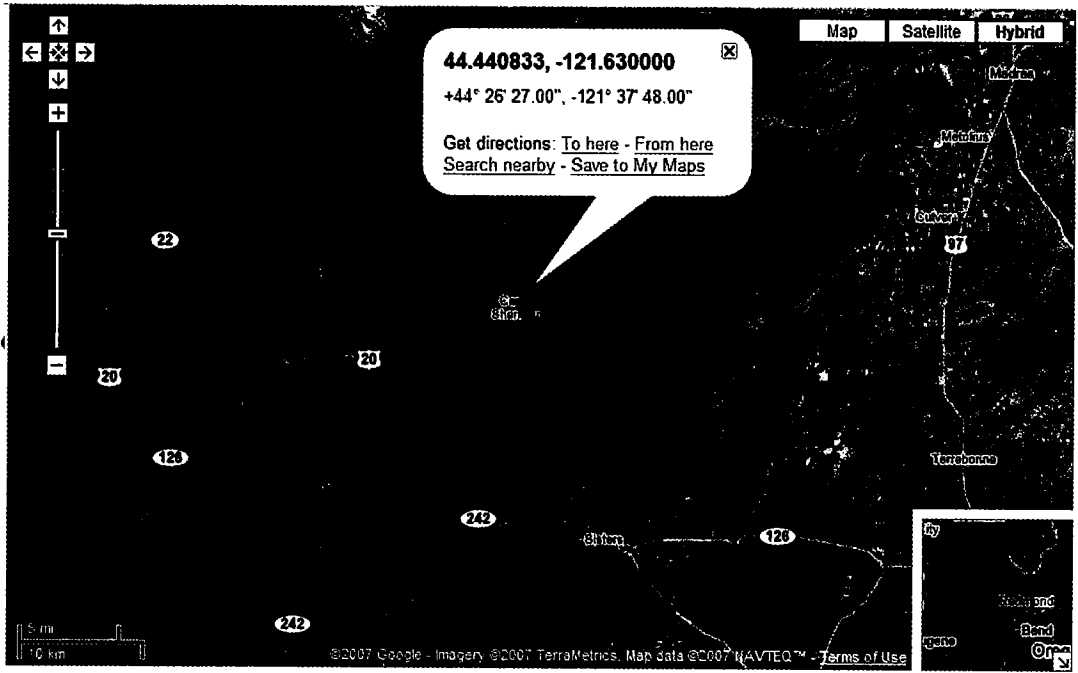 Map Satellite Hybrid
44.440833, -121.630000
+44° 26' 27.00", -121° 37' 48.00"
Get directions: To here - From here
Search nearby - Save to My Maps
Madras
Metolius
Culver
97
22
20
20
126
Terrebonne
242
Sisters
126
242
5 mi
10 km
©2007 Google - Imagery ©2007 TerraMetrics, Map data ©2007 NAVTEQ™ - Terms of Use
Redmond
Bend